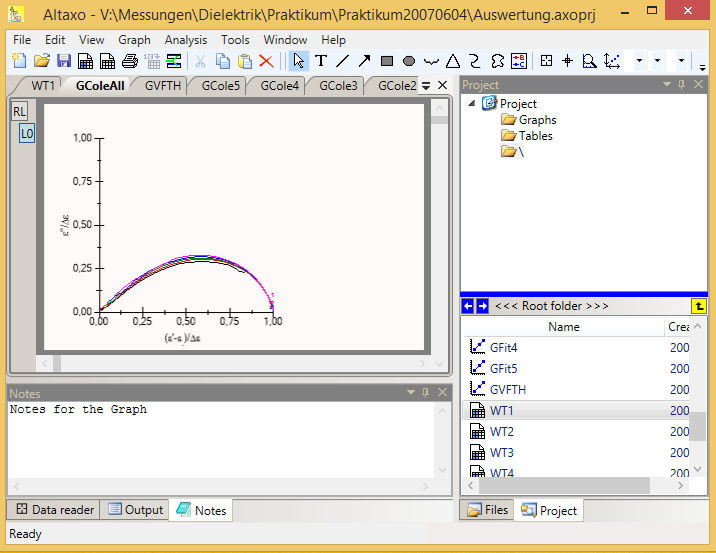 Altaxo - V:\Messungen\Dielektrik\Praktikum\Praktikum20070604\Auswertung.axoprj
File Edit View Graph Analysis Tools Window Help
WT1 GColeAll GVFTH GCole5 GCole4 GCole3 GCole2
RL
L0
1,00
0,75
0,50
0,25
0,00
ε''/Δε
0,00 0,25 0,50 0,75 1,00
(ε'-ε )/Δε
Notes
Notes for the Graph
Data reader Output Notes
Ready
Project
Project
Graphs
Tables
\
<<< Root folder >>>
Name Crea
GFit4 200
GFit5 200
GVFTH 200
WT1 200
WT2 200
WT3 200
WT4 200
Files Project